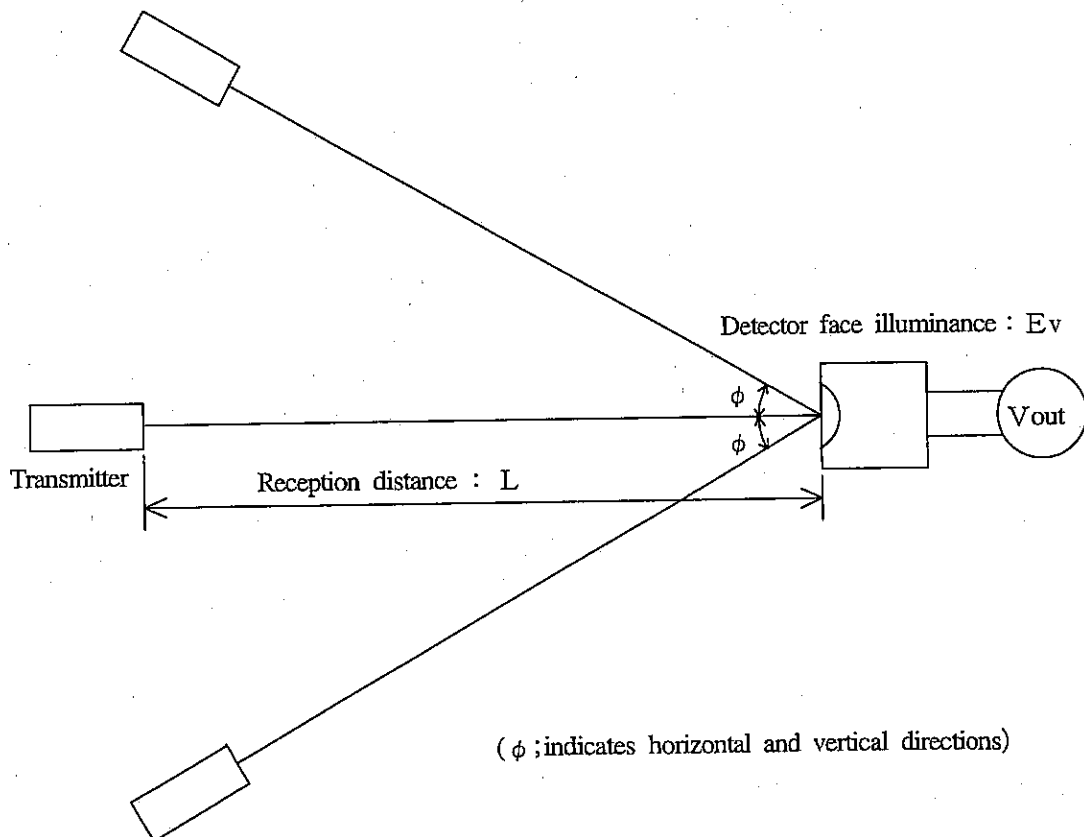 Detector face illuminance : Ev
φ
φ
Vout
Transmitter
Reception distance : L
(φ ;indicates horizontal and vertical directions)